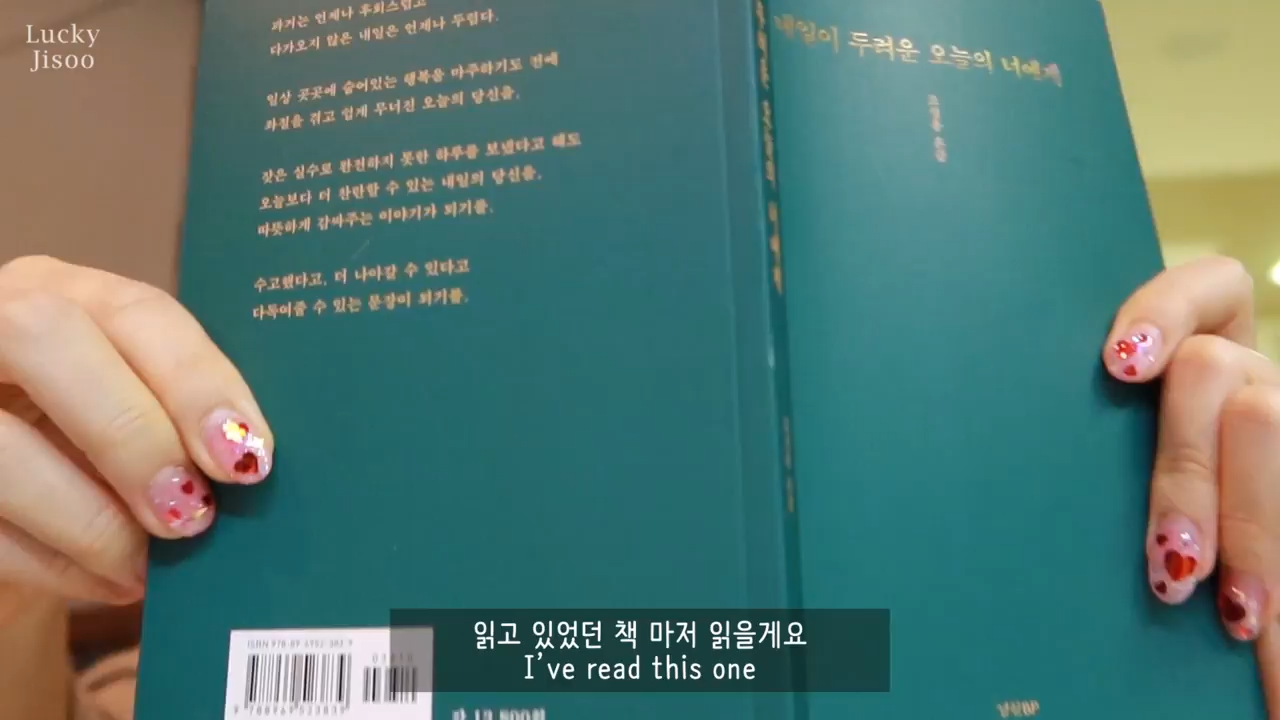 Lucky
Jisoo
과거는 언제나 후회스럽고
다가오지 않은 내일은 언제나 두렵다.
일상 곳곳에 숨어있는 행복을 마주하기도 전에
좌절을 겪고 쉽게 무너진 오늘의 당신을,
잦은 실수로 완전하지 못한 하루를 보냈다고 해도
오늘보다 더 찬란할 수 있는 내일의 당신을,
따뜻하게 감싸주는 이야기가 되기를.
수고했다고, 더 나아갈 수 있다고
다독여줄 수 있는 문장이 되기를.
내일이 두려운 오늘의 너에게
읽고 있었던 책 마저 읽을게요
I've read this one